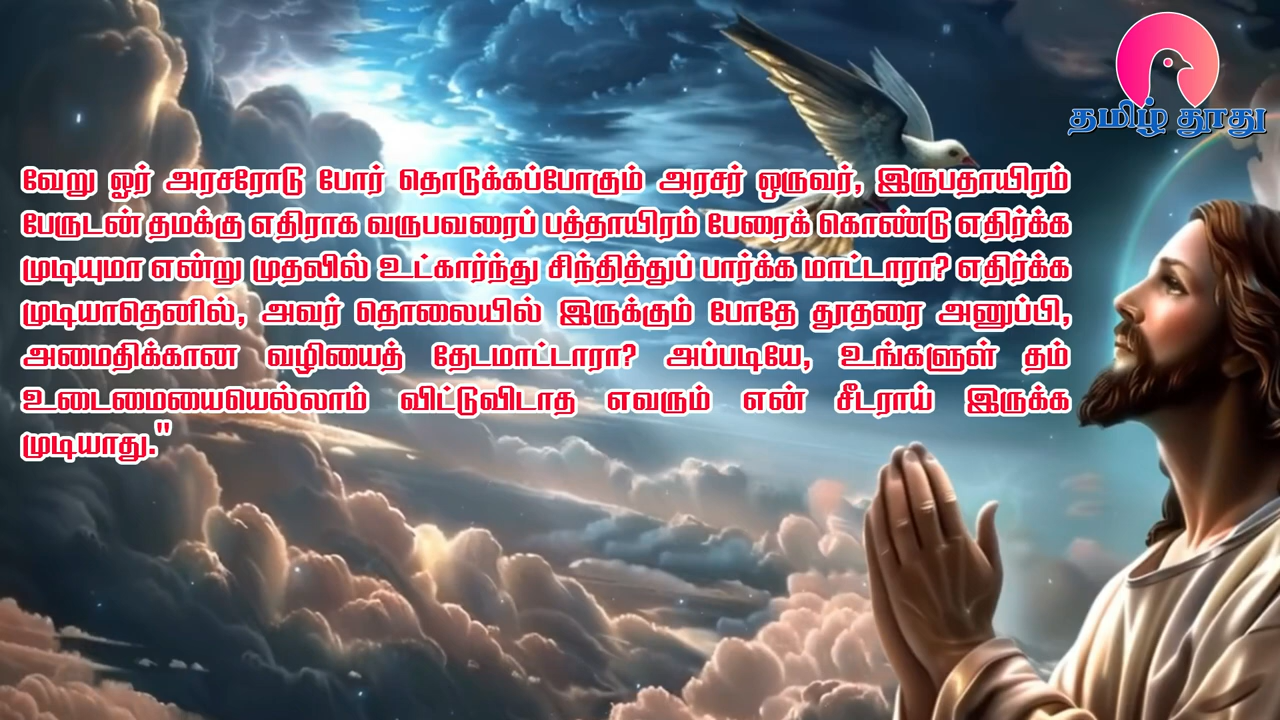 தமிழ் தூது
வேறு ஓர் அரசரோடு போர் தொடுக்கப்போகும் அரசர் ஒருவர், இருபதாயிரம்
பேருடன் தமக்கு எதிராக வருபவரைப் பத்தாயிரம் பேரைக் கொண்டு எதிர்க்க
முடியுமா என்று முதலில் உட்கார்ந்து சிந்தித்துப் பார்க்க மாட்டாரா? எதிர்க்க
முடியாதெனில், அவர் தொலையில் இருக்கும் போதே தூதரை அனுப்பி,
அமைதிக்கான வழியைத் தேடமாட்டாரா? அப்படியே, உங்களுள் தம்
உடைமையையெல்லாம் விட்டுவிடாத எவரும் என் சீடராய் இருக்க
முடியாது."